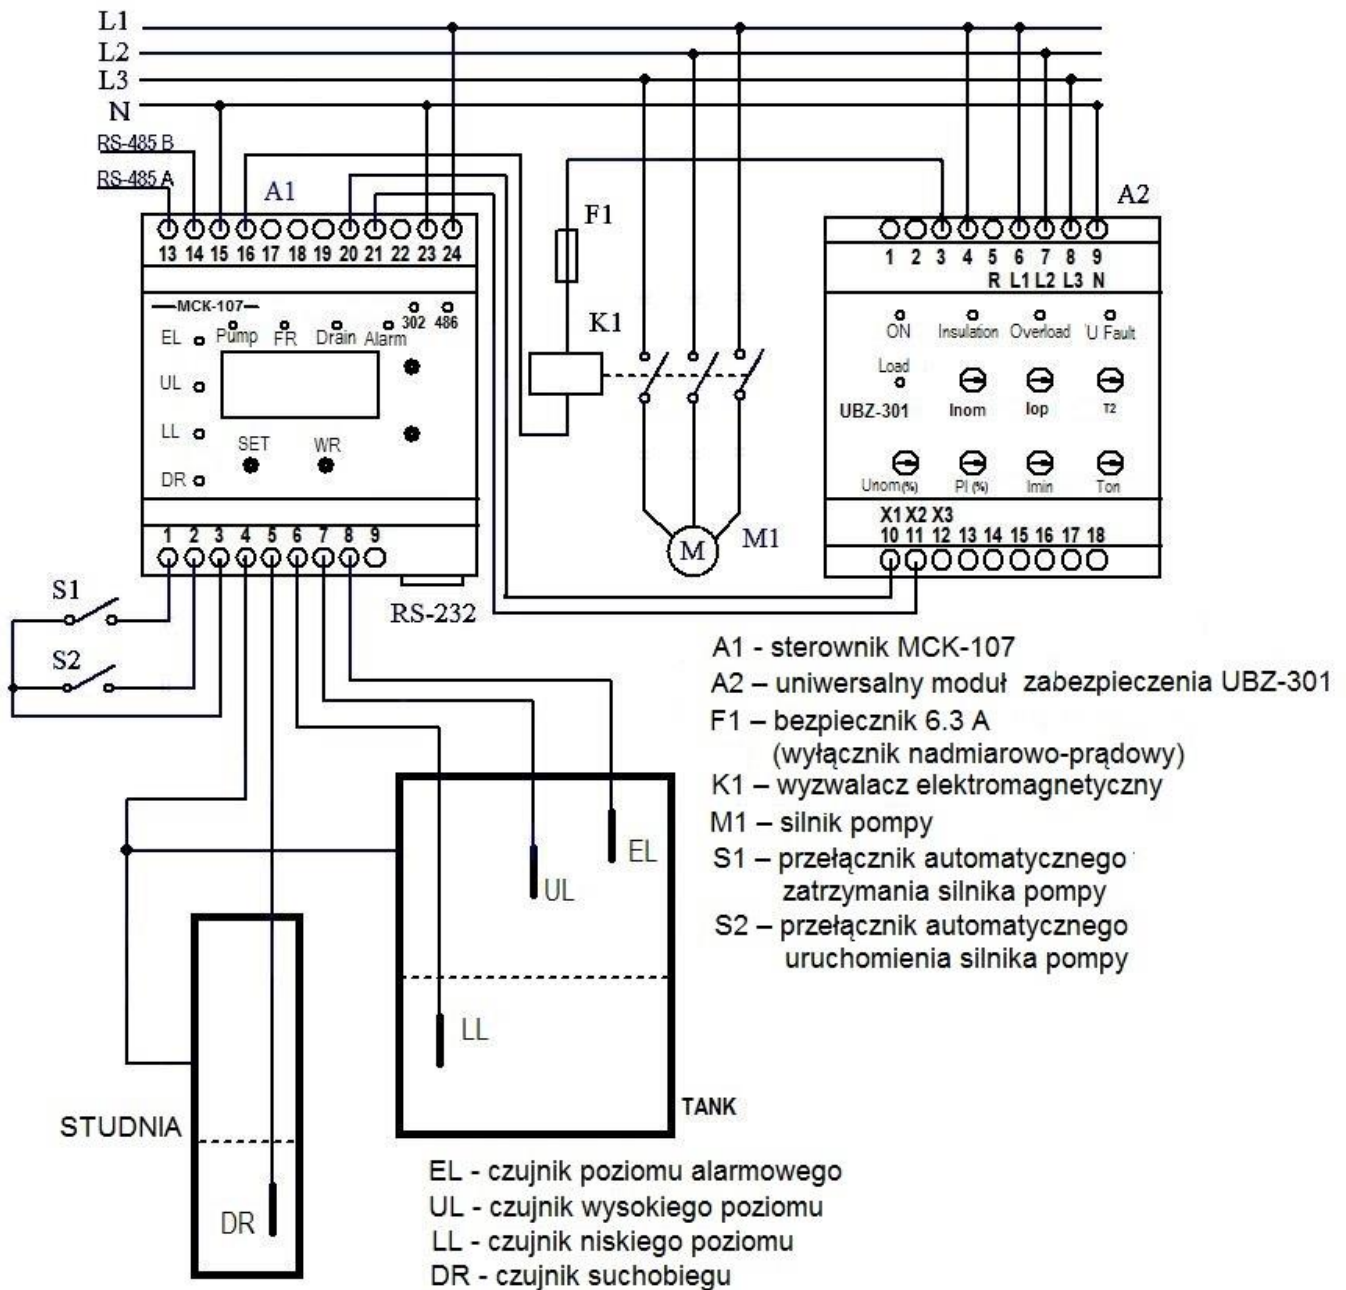 L1
L2
L3
N
RS-485 B
RS-485 A
A1
A2
13 14 15 16 17 18 19 20 21 22 23 24
MCK-107
302 486
Pump FR Drain Alarm
EL
UL
LL
DR
SET WR
1 2 3 4 5 6 7 8 9
RS-232
F1
K1
M
M1
1 2 3 4 5 6 7 8 9
R L1 L2 L3 N
ON Insulation Overload U Fault
Load
UBZ-301 Inom Iop T2
Unom(%) PI (%) Imin Ton
X1 X2 X3
10 11 12 13 14 15 16 17 18
S1
S2
A1 - sterownik MCK-107
A2 – uniwersalny moduł zabezpieczenia UBZ-301
F1 – bezpiecznik 6.3 A
(wyłącznik nadmiarowo-prądowy)
K1 – wyzwalacz elektromagnetyczny
M1 – silnik pompy
S1 – przełącznik automatycznego
zatrzymania silnika pompy
S2 – przełącznik automatycznego
uruchomienia silnika pompy
EL
UL
LL
TANK
STUDNIA
DR
EL - czujnik poziomu alarmowego
UL - czujnik wysokiego poziomu
LL - czujnik niskiego poziomu
DR - czujnik suchobiegu